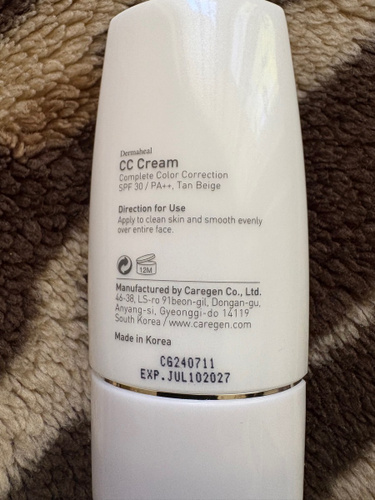 Dermaheal
CC Cream
Complete Color Correction
SPF 30 / PA++, Tan Beige
Direction for Use
Apply to clean skin and smooth evenly
over entire face.
12M
Manufactured by Caregen Co., Ltd.
46-38, LS-ro 91beon-gil, Dongan-gu,
Anyang-si, Gyeonggi-do 14119
South Korea / www.caregen.com
Made in Korea
CG240711
EXP.JUL102027